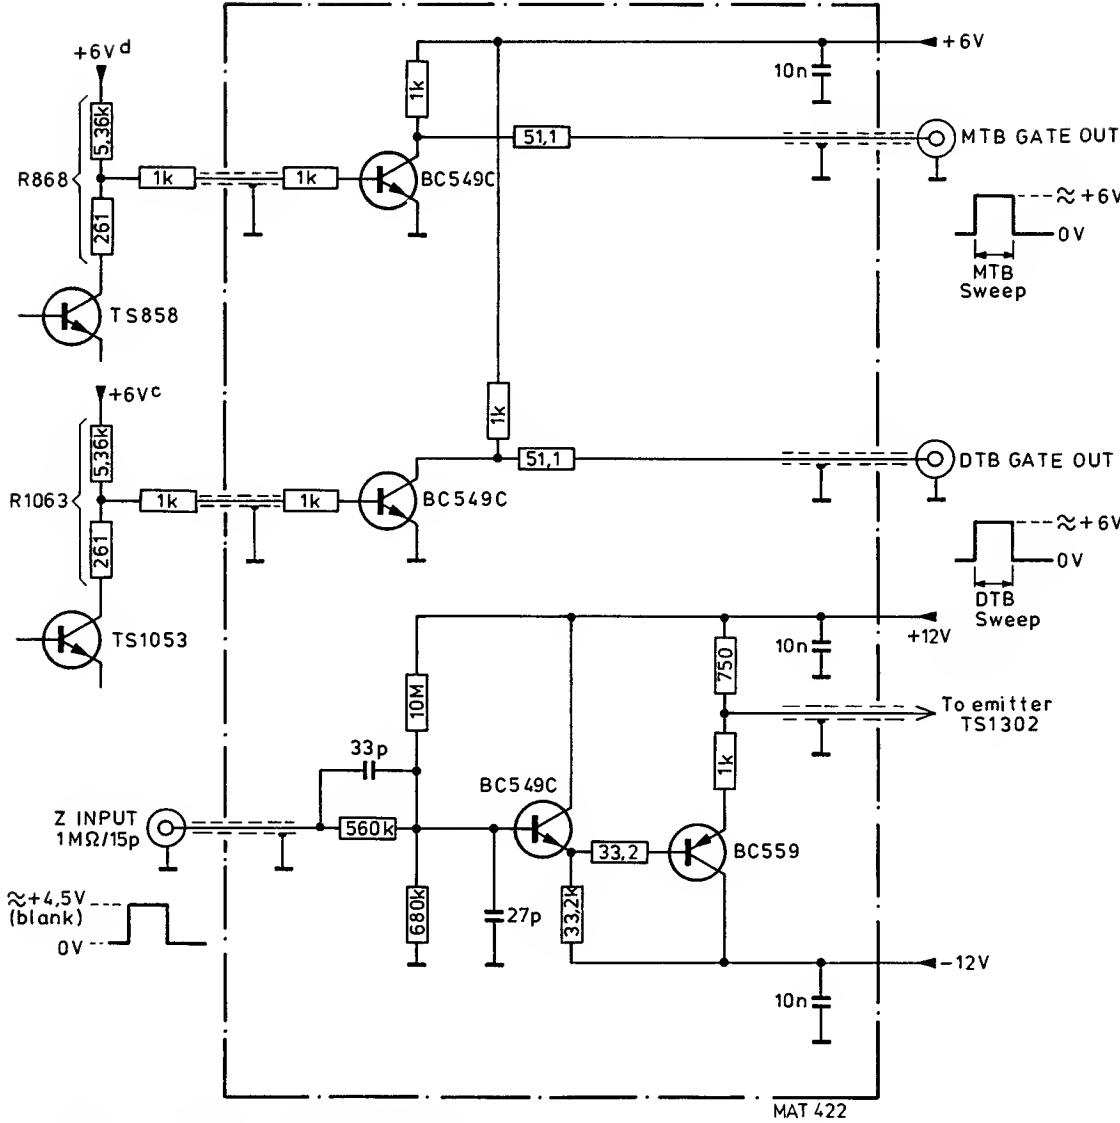 +6V d
5,36k
R868
261
1k
1k
1k
BC549C
TS858
51,1
10n
+6V
MTB GATE OUT
≈ +6V
0V
MTB
Sweep
+6V c
5,36k
R1063
261
1k
1k
1k
BC549C
TS1053
51,1
DTB GATE OUT
≈ +6V
0V
DTB
Sweep
10n
+12V
10M
750
To emitter
TS1302
33p
1k
BC549C
Z INPUT
1MΩ/15p
560k
33,2
BC559
≈+4,5V
(blank)
0V
680k
27p
33,2k
-12V
10n
MAT 422